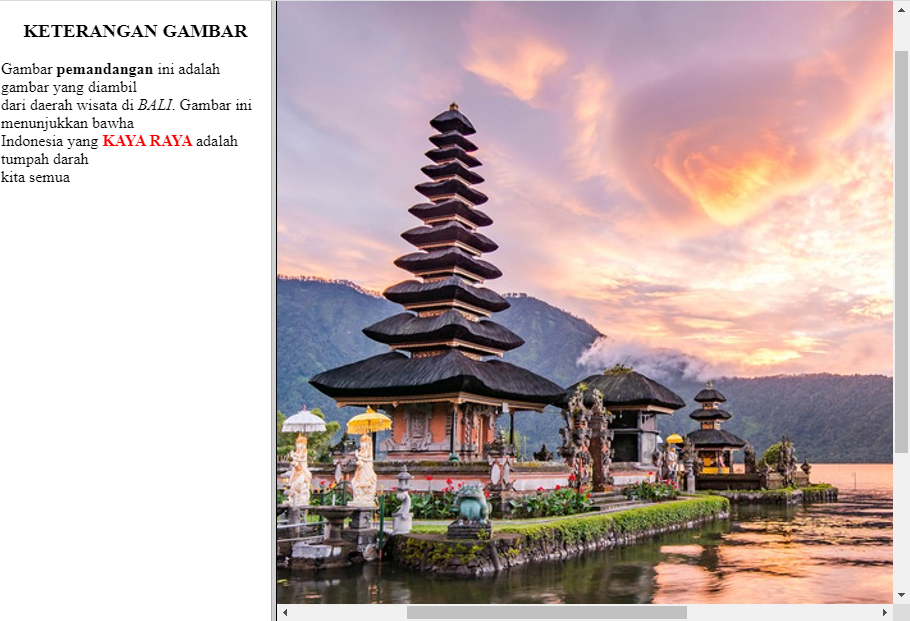 KETERANGAN GAMBAR
Gambar pemandangan ini adalah
gambar yang diambil
dari daerah wisata di BALI. Gambar ini
menunjukkan bawha
Indonesia yang KAYA RAYA adalah
tumpah darah
kita semua